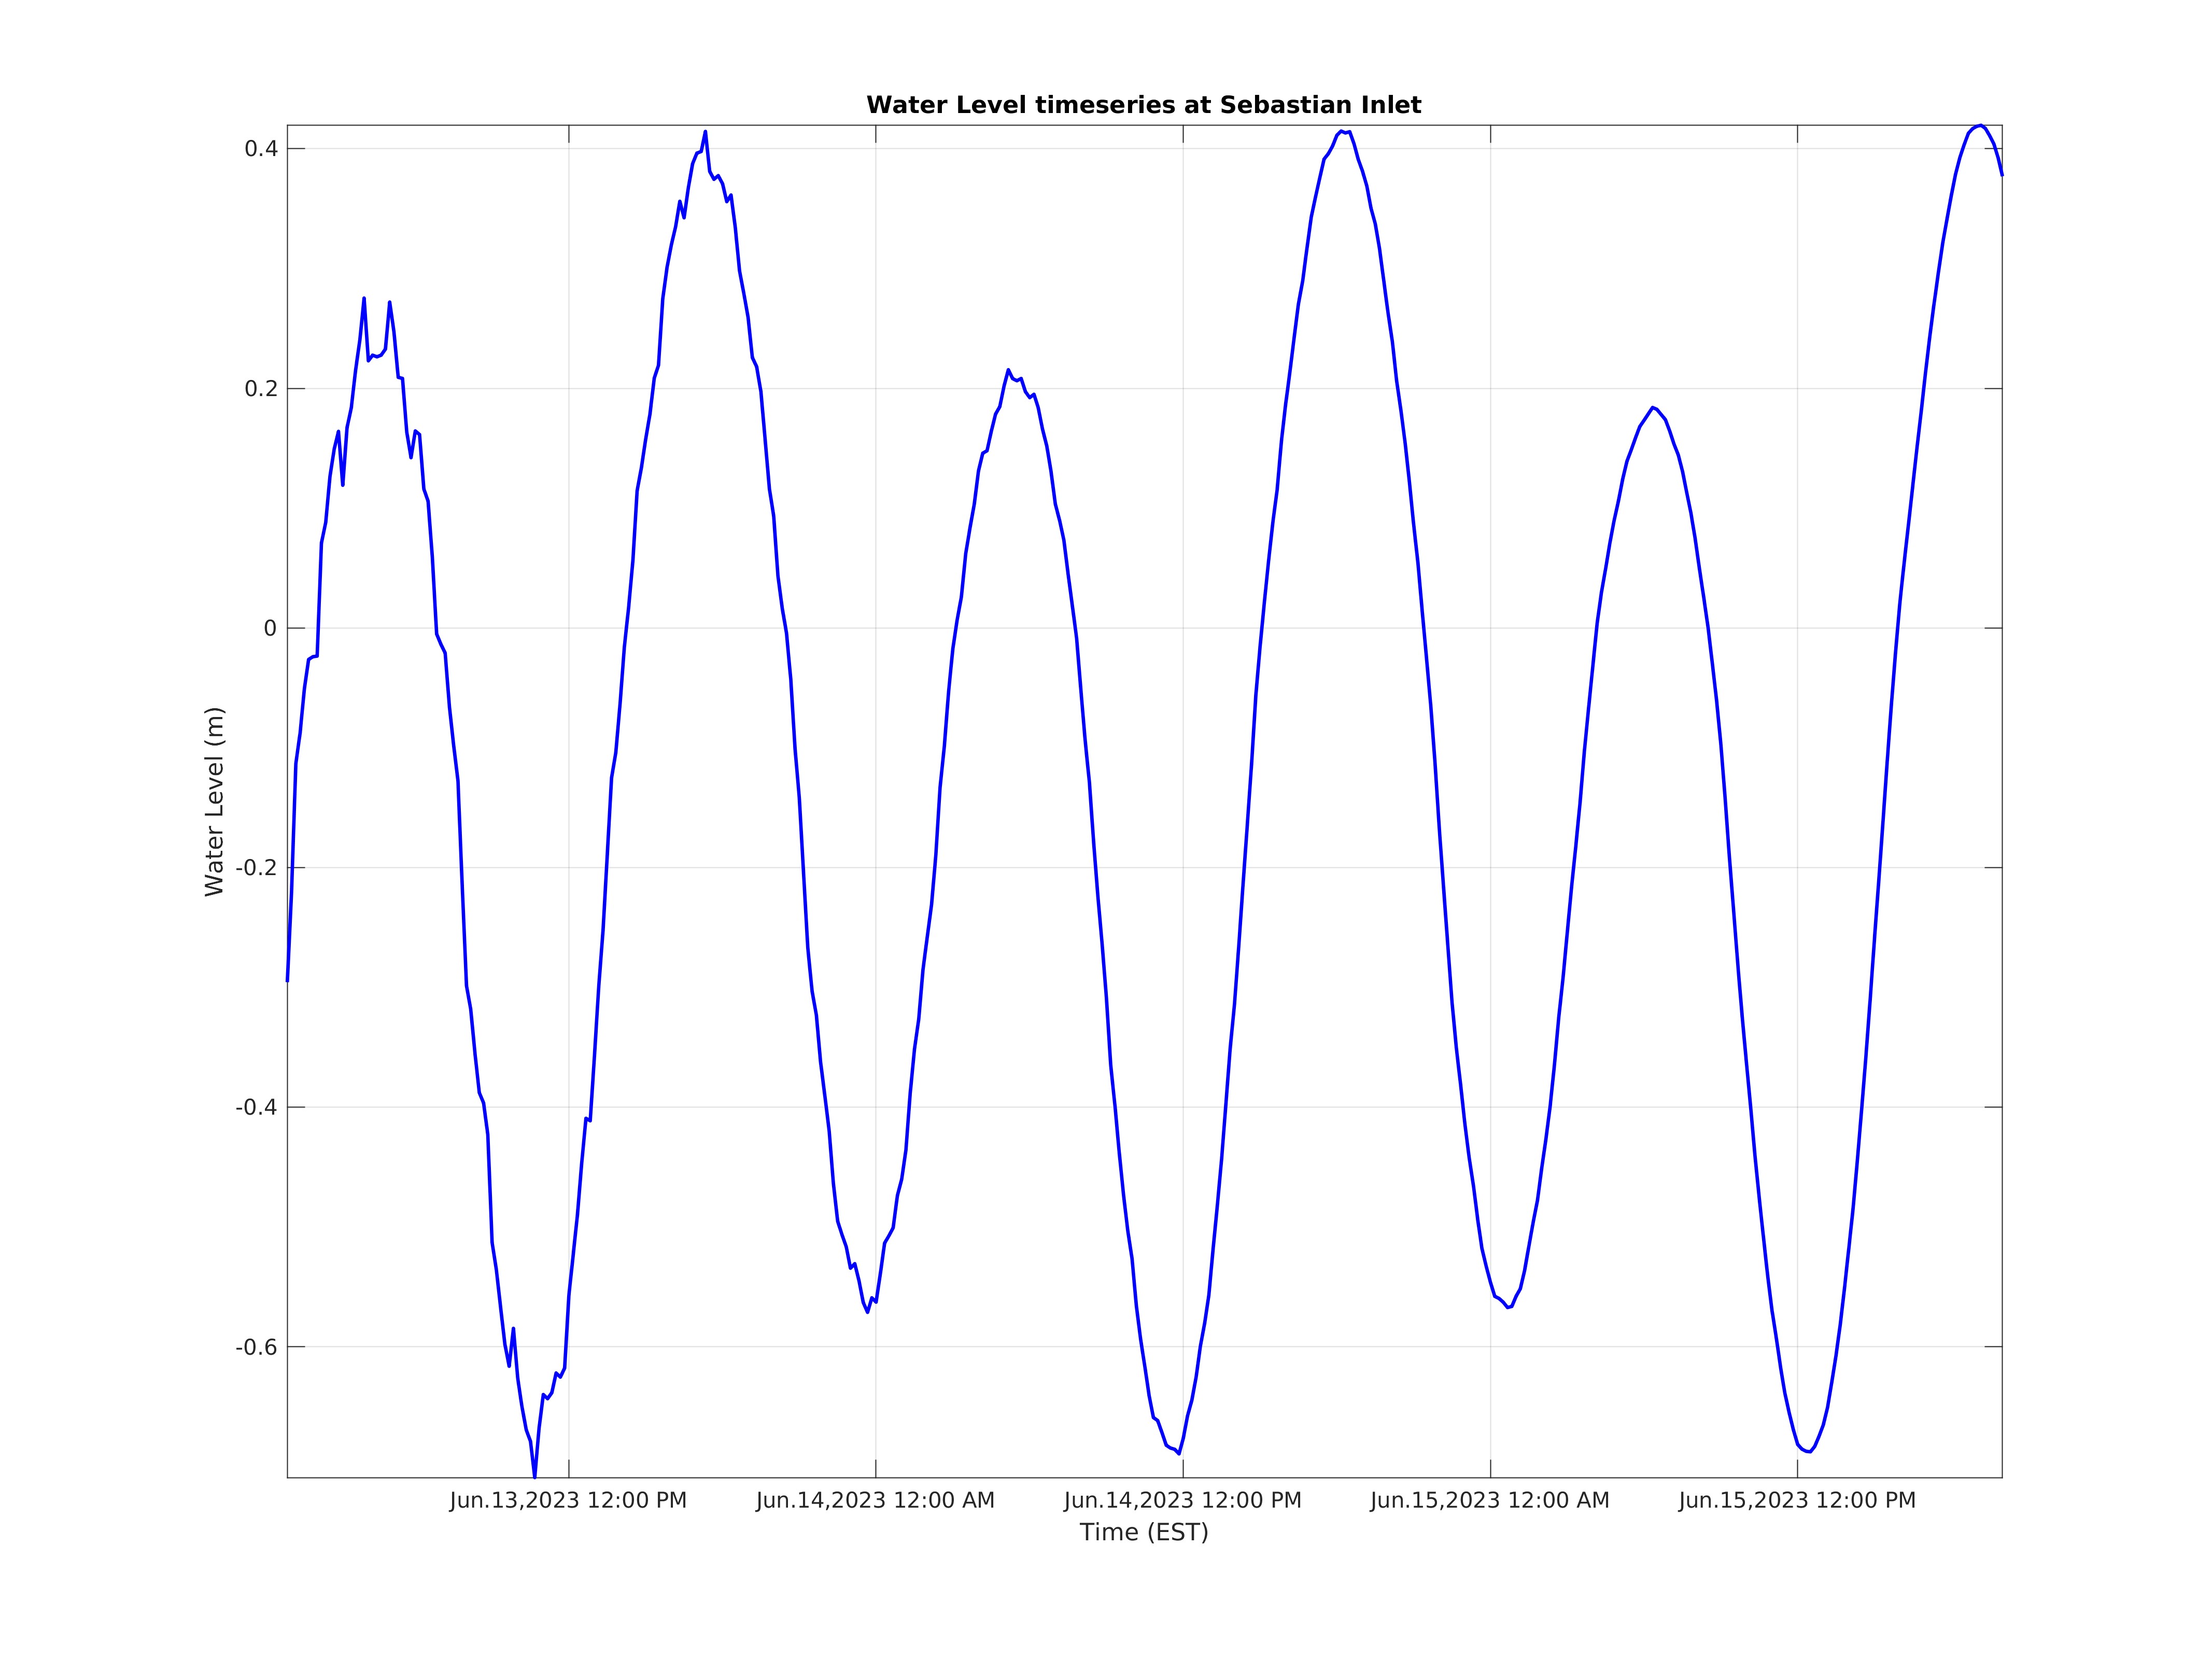 Water Level timeseries at Sebastian Inlet
0.4
0.2
0
-0.2
-0.4
-0.6
Water Level (m)
Jun.13,2023 12:00 PM
Jun.14,2023 12:00 AM
Jun.14,2023 12:00 PM
Jun.15,2023 12:00 AM
Jun.15,2023 12:00 PM
Time (EST)